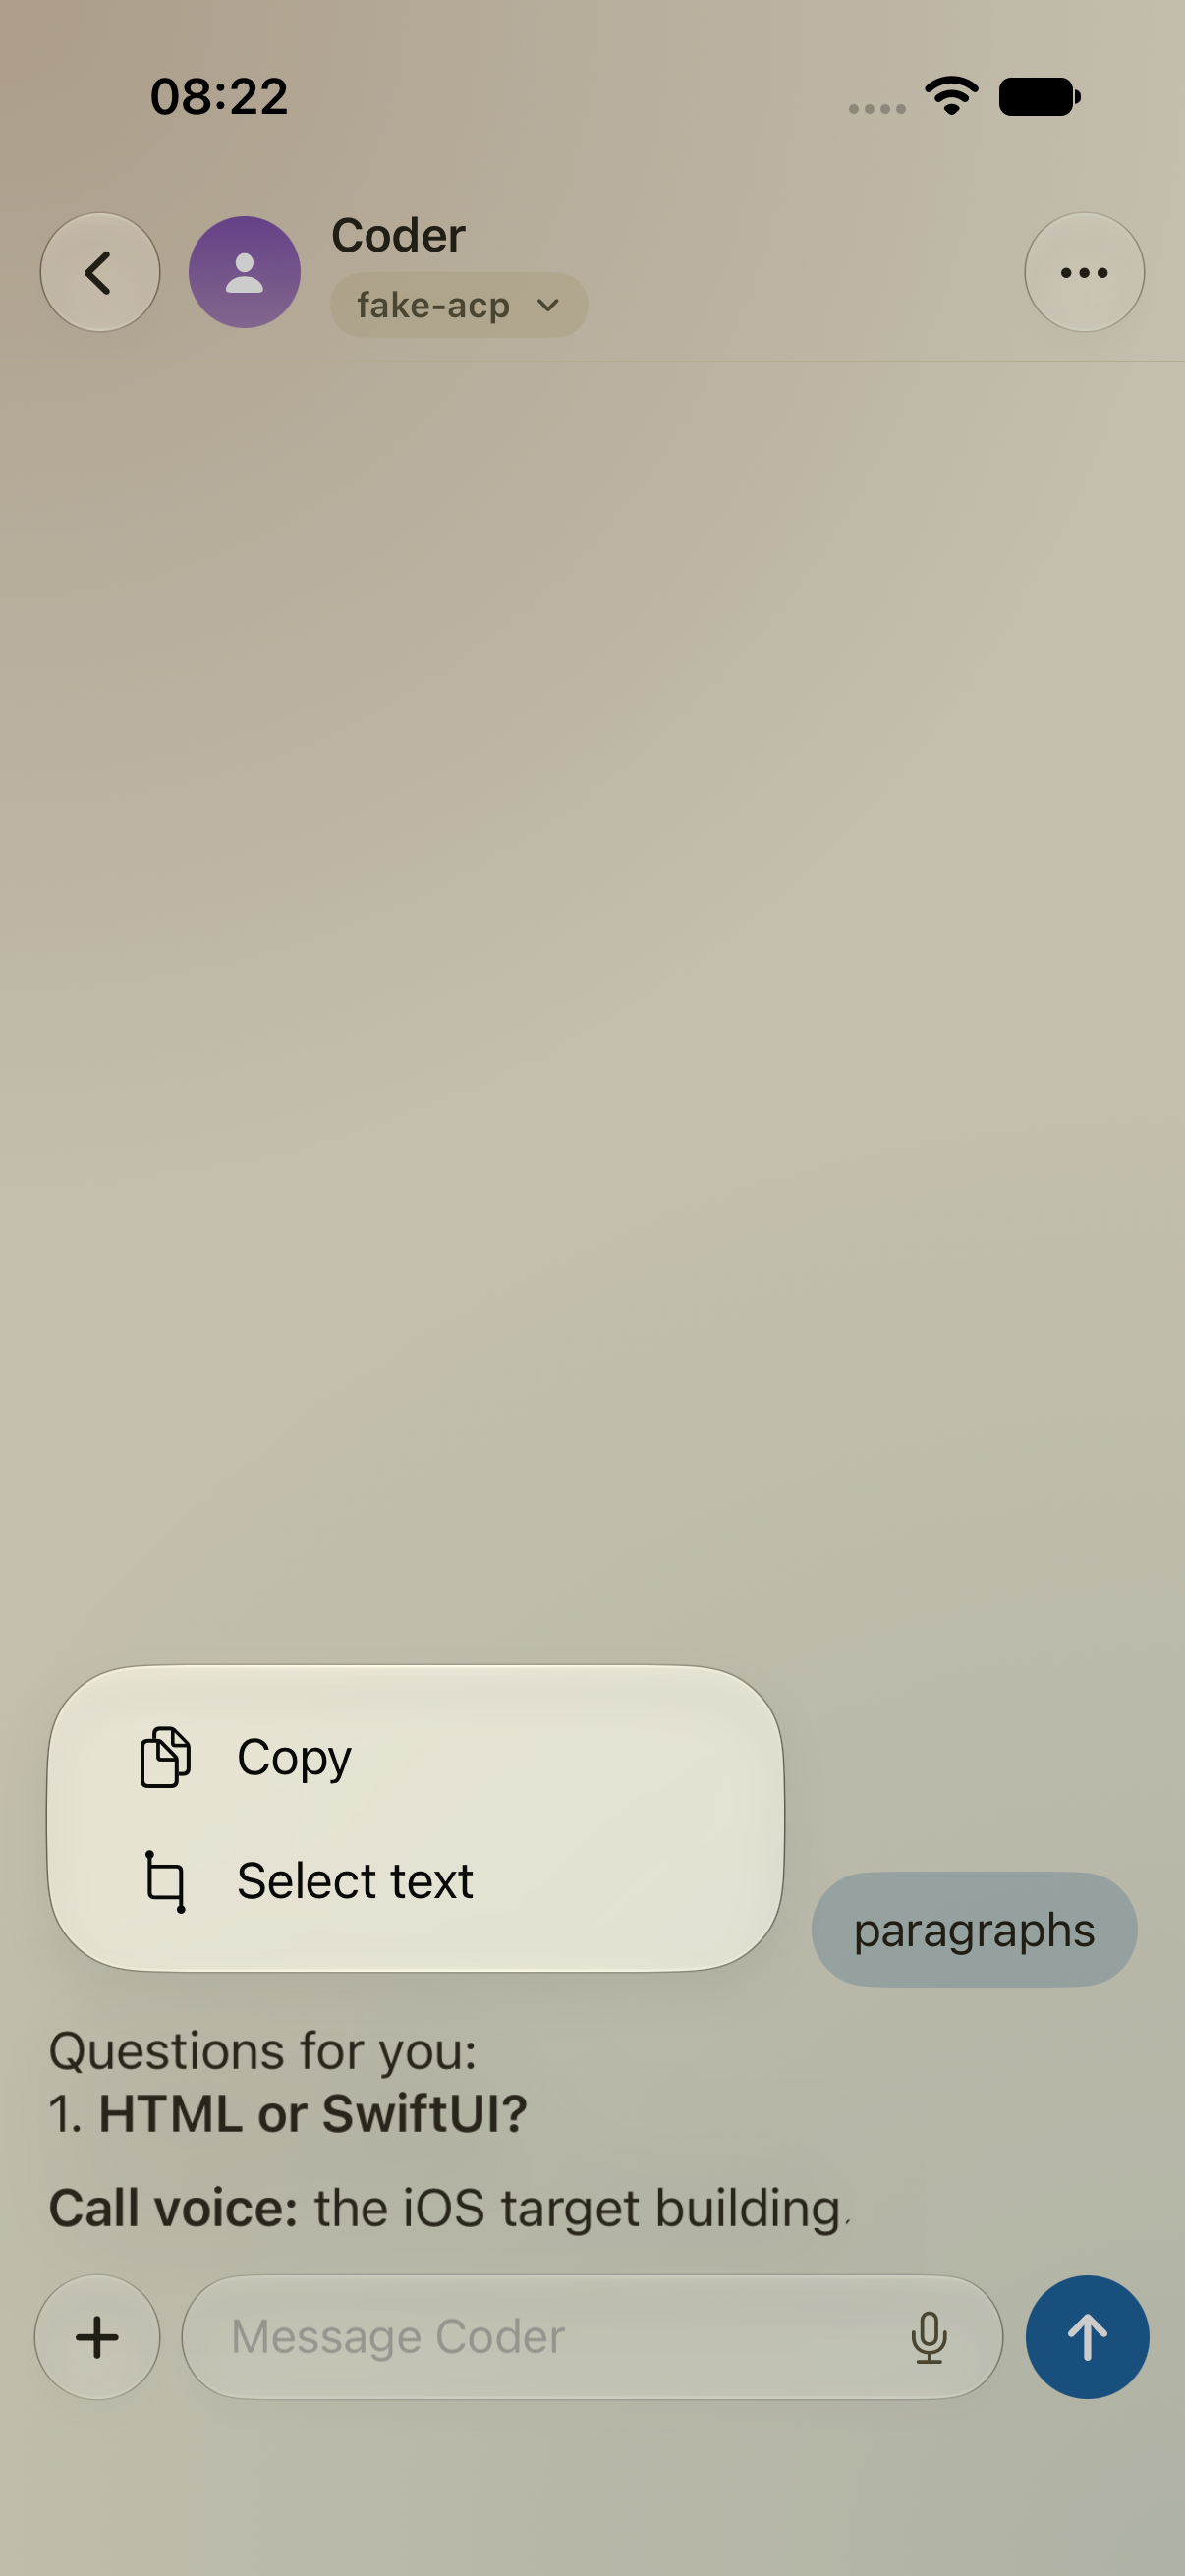 08:22
Coder
fake-acp
Copy
Select text
paragraphs
Questions for you:
1. HTML or SwiftUI?
Call voice: the iOS target building.
Message Coder